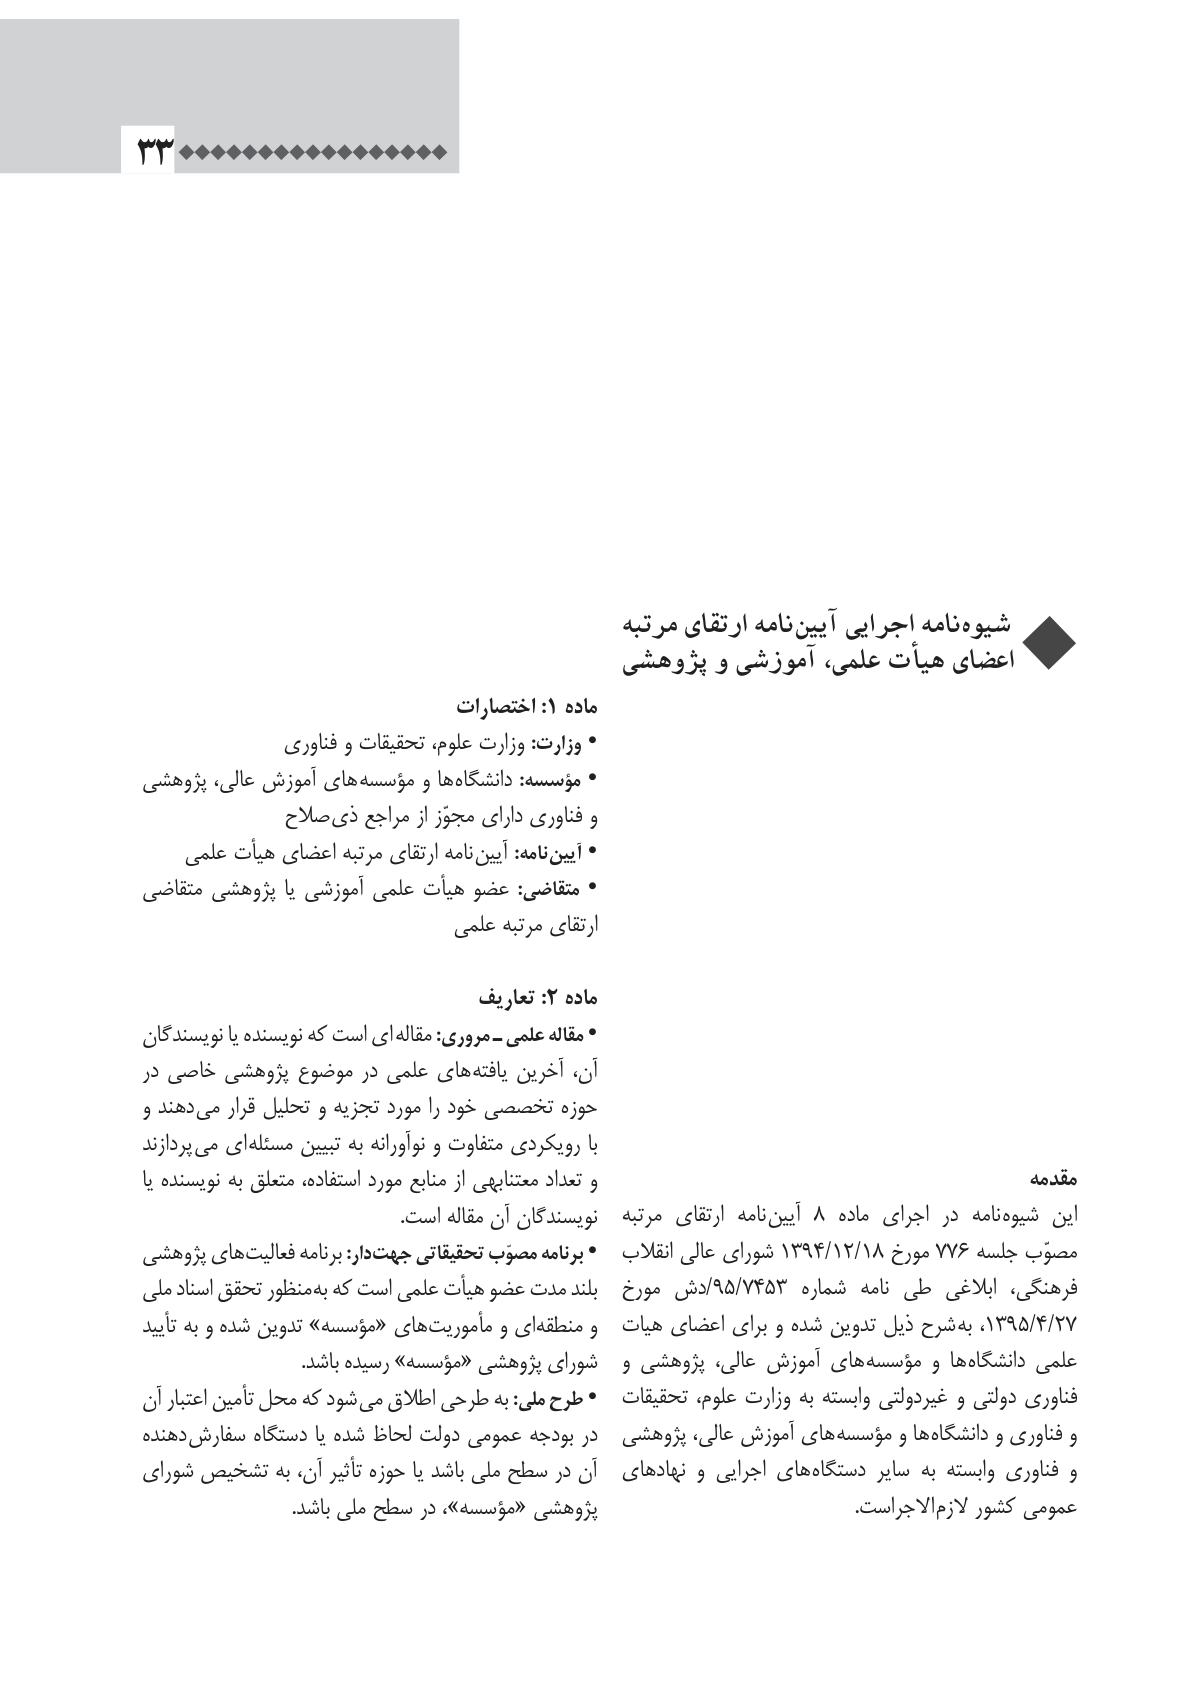 ۳۳
شیوه‌نامه اجرایی آیین‌نامه ارتقای مرتبه
اعضای هیأت علمی، آموزشی و پژوهشی
مقدمه
این شیوه‌نامه در اجرای ماده ۸ آیین‌نامه ارتقای مرتبه
مصوّب جلسه ۷۷۶ مورخ ۱۳۹۴/۱۲/۱۸ شورای عالی انقلاب
فرهنگی، ابلاغی طی نامه شماره ۹۵/۷۴۵۳/دش مورخ
۱۳۹۵/۴/۲۷، به‌شرح ذیل تدوین شده و برای اعضای هیات
علمی دانشگاه‌ها و مؤسسه‌های آموزش عالی، پژوهشی و
فناوری دولتی و غیردولتی وابسته به وزارت علوم، تحقیقات
و فناوری و دانشگاه‌ها و مؤسسه‌های آموزش عالی، پژوهشی
و فناوری وابسته به سایر دستگاه‌های اجرایی و نهادهای
عمومی کشور لازم‌الاجراست.
ماده ۱: اختصارات
• وزارت: وزارت علوم، تحقیقات و فناوری
• مؤسسه: دانشگاه‌ها و مؤسسه‌های آموزش عالی، پژوهشی
و فناوری دارای مجوّز از مراجع ذی‌صلاح
• آیین‌نامه: آیین‌نامه ارتقای مرتبه اعضای هیأت علمی
• متقاضی: عضو هیأت علمی آموزشی یا پژوهشی متقاضی
ارتقای مرتبه علمی
ماده ۲: تعاریف
• مقاله علمی ـ مروری: مقاله‌ای است که نویسنده یا نویسندگان
آن، آخرین یافته‌های علمی در موضوع پژوهشی خاصی در
حوزه تخصصی خود را مورد تجزیه و تحلیل قرار می‌دهند و
با رویکردی متفاوت و نوآورانه به تبیین مسئله‌ای می‌پردازند
و تعداد معتنابهی از منابع مورد استفاده، متعلق به نویسنده یا
نویسندگان آن مقاله است.
• برنامه مصوّب تحقیقاتی جهت‌دار: برنامه فعالیت‌های پژوهشی
بلند مدت عضو هیأت علمی است که به‌منظور تحقق اسناد ملی
و منطقه‌ای و مأموریت‌های «مؤسسه» تدوین شده و به تأیید
شورای پژوهشی «مؤسسه» رسیده باشد.
• طرح ملی: به طرحی اطلاق می‌شود که محل تأمین اعتبار آن
در بودجه عمومی دولت لحاظ شده یا دستگاه سفارش‌دهنده
آن در سطح ملی باشد یا حوزه تأثیر آن، به تشخیص شورای
پژوهشی «مؤسسه»، در سطح ملی باشد.